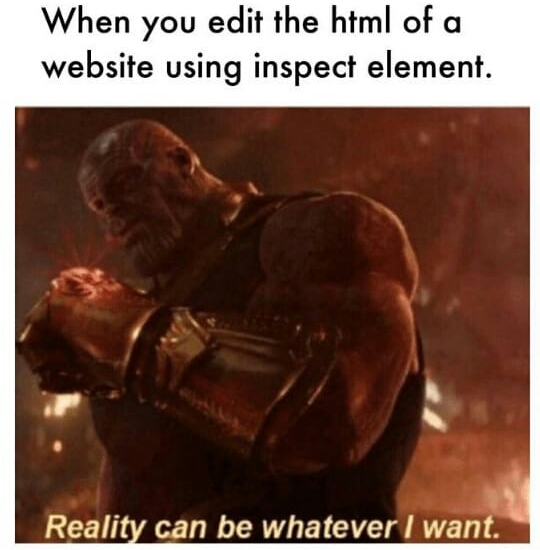 When you edit the html of a
website using inspect element.
Reality can be whatever I want.